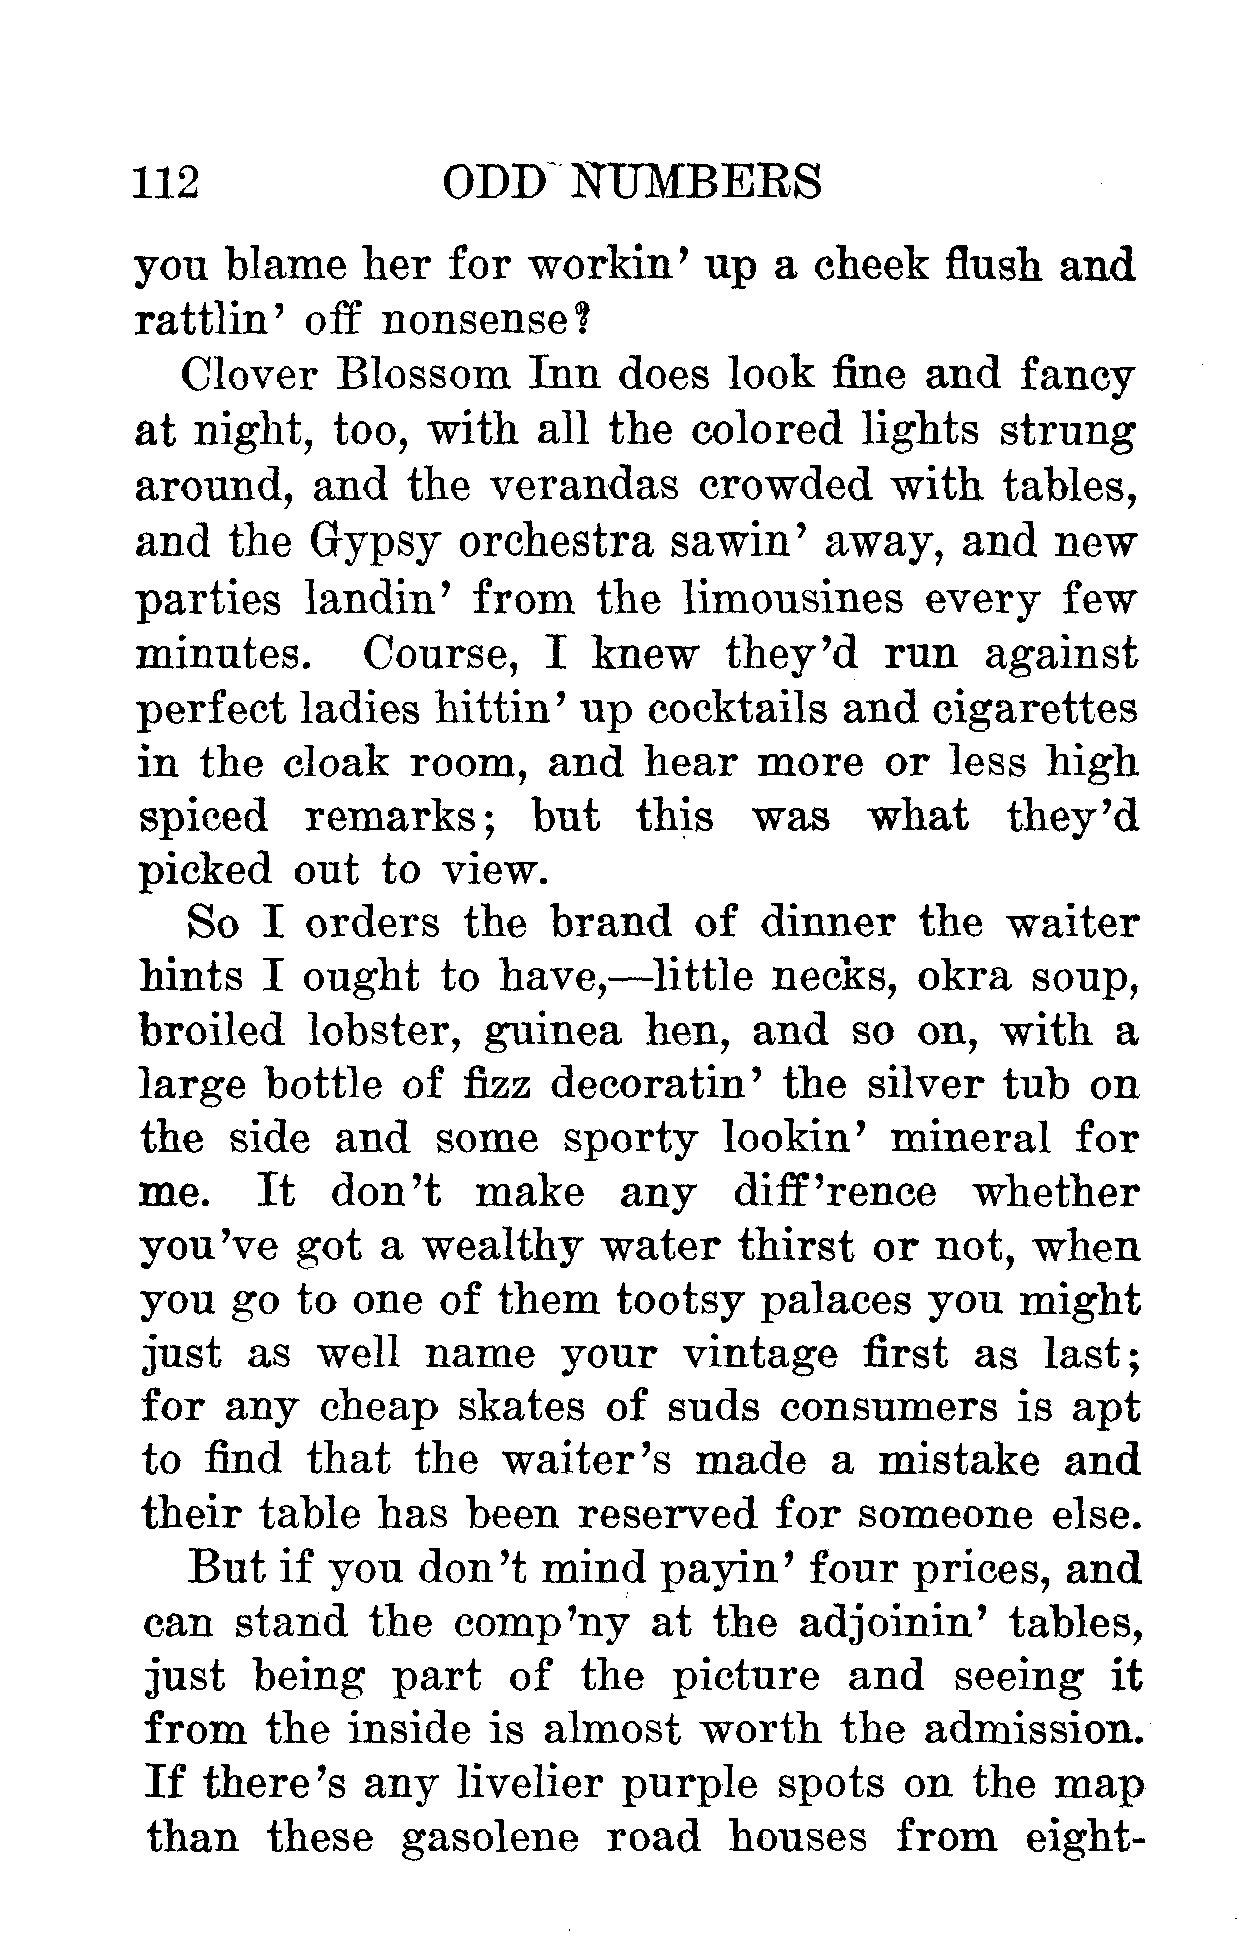 112 ODD NUMBERS
you blame her for workin' up a cheek flush and
rattlin' off nonsense?
Clover Blossom Inn does look fine and fancy
at night, too, with all the colored lights strung
around, and the verandas crowded with tables,
and the Gypsy orchestra sawin' away, and new
parties landin' from the limousines every few
minutes. Course, I knew they'd run against
perfect ladies hittin' up cocktails and cigarettes
in the cloak room, and hear more or less high
spiced remarks; but this was what they'd
picked out to view.
So I orders the brand of dinner the waiter
hints I ought to have,—little necks, okra soup,
broiled lobster, guinea hen, and so on, with a
large bottle of fizz decoratin' the silver tub on
the side and some sporty lookin' mineral for
me. It don't make any diff'rence whether
you've got a wealthy water thirst or not, when
you go to one of them tootsy palaces you might
just as well name your vintage first as last;
for any cheap skates of suds consumers is apt
to find that the waiter's made a mistake and
their table has been reserved for someone else.
But if you don't mind payin' four prices, and
can stand the comp'ny at the adjoinin' tables,
just being part of the picture and seeing it
from the inside is almost worth the admission.
If there's any livelier purple spots on the map
than these gasolene road houses from eight-